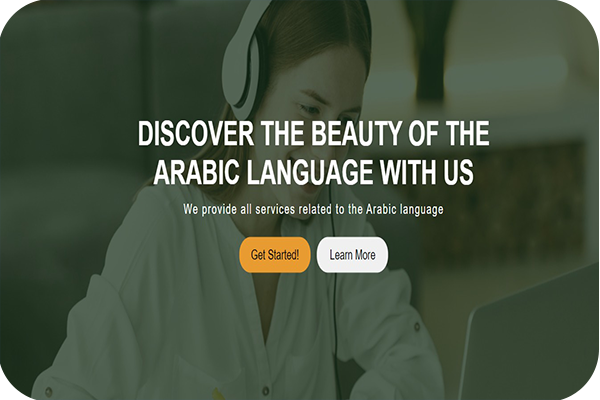 DISCOVER THE BEAUTY OF THE
ARABIC LANGUAGE WITH US
We provide all services related to the Arabic language
Get Started!
Learn More